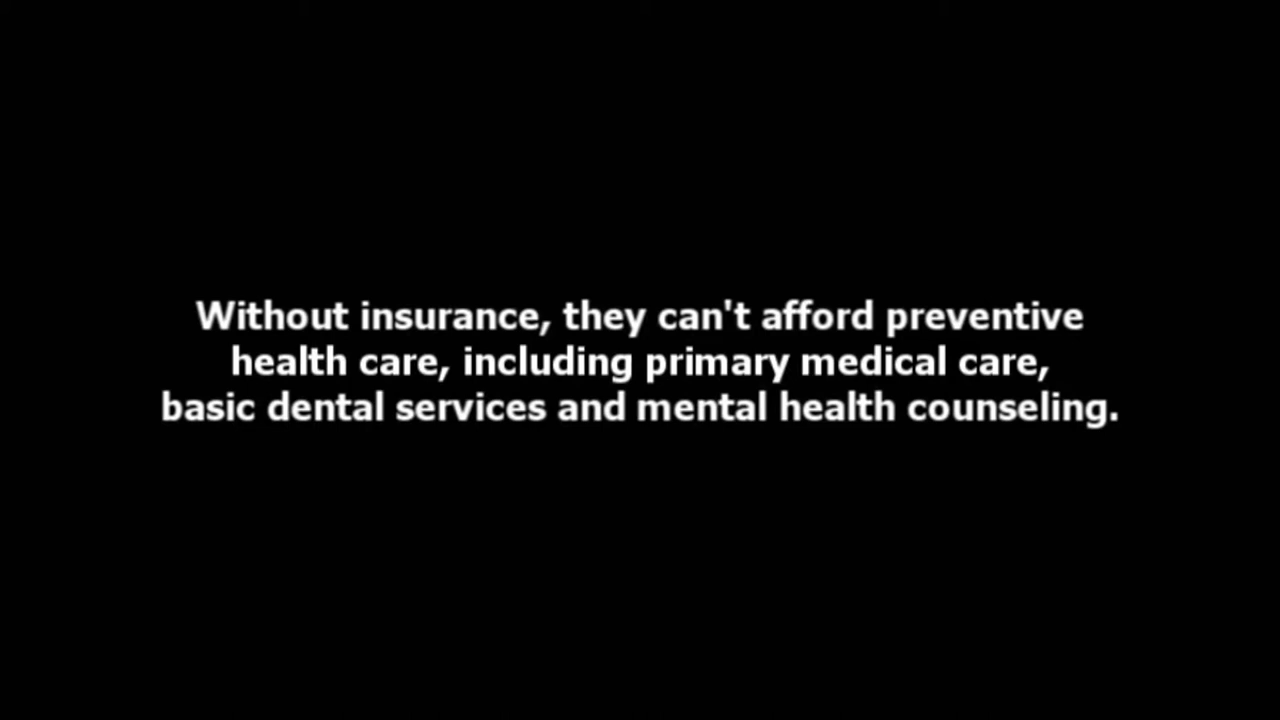 Without insurance, they can't afford preventive
health care, including primary medical care,
basic dental services and mental health counseling.